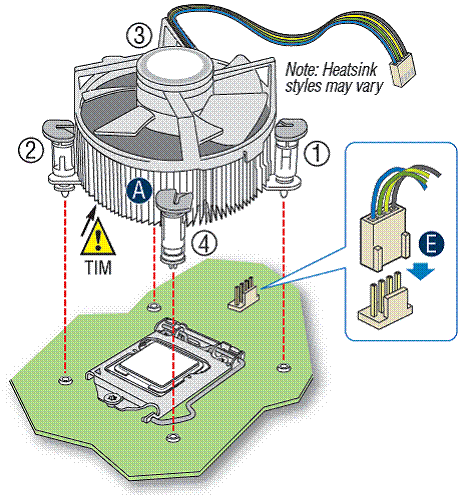 ③
Note: Heatsink
styles may vary
②
①
A
④
TIM
E